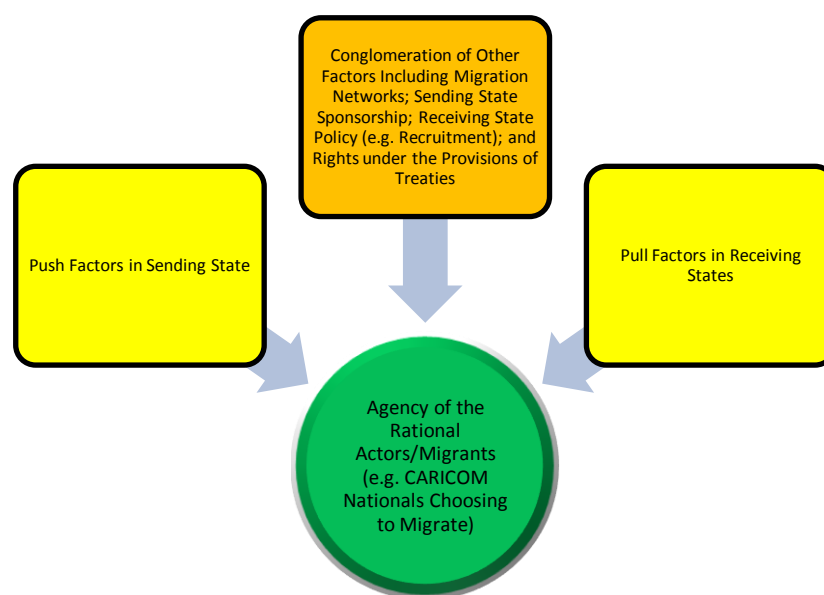 Conglomeration of Other
Factors Including Migration
Networks; Sending State
Sponsorship; Receiving State
Policy (e.g. Recruitment); and
Rights under the Provisions of
Treaties
Push Factors in Sending State
Pull Factors in Receiving
States
Agency of the
Rational
Actors/Migrants
(e.g. CARICOM
Nationals Choosing
to Migrate)